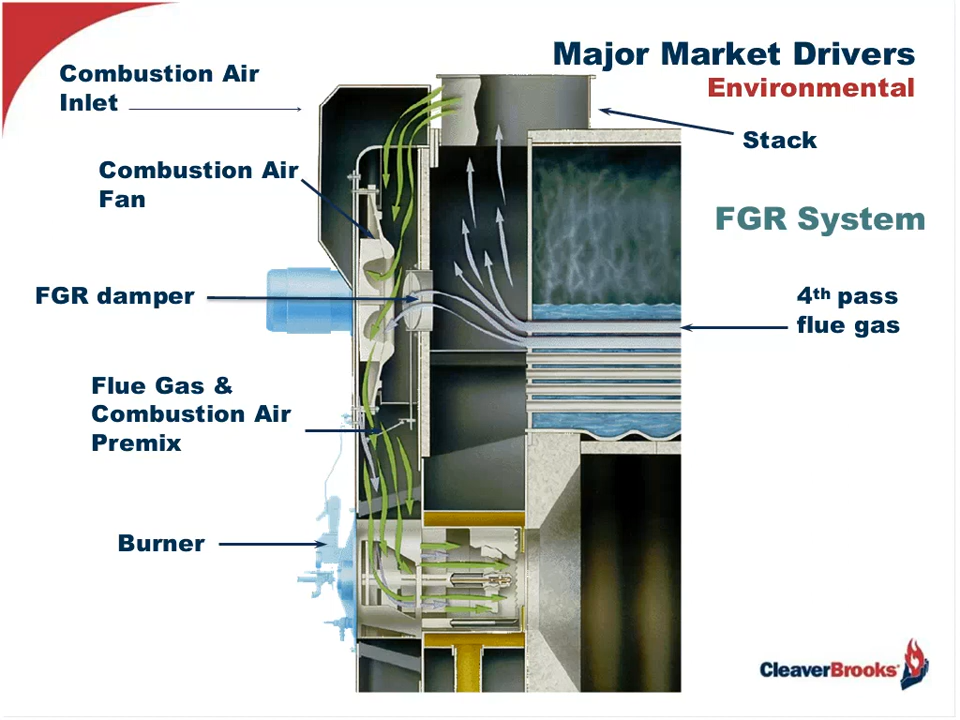 Major Market Drivers
Environmental
Combustion Air
Inlet
Stack
Combustion Air
Fan
FGR System
FGR damper
4th pass
flue gas
Flue Gas &
Combustion Air
Premix
Burner
CleaverBrooks®